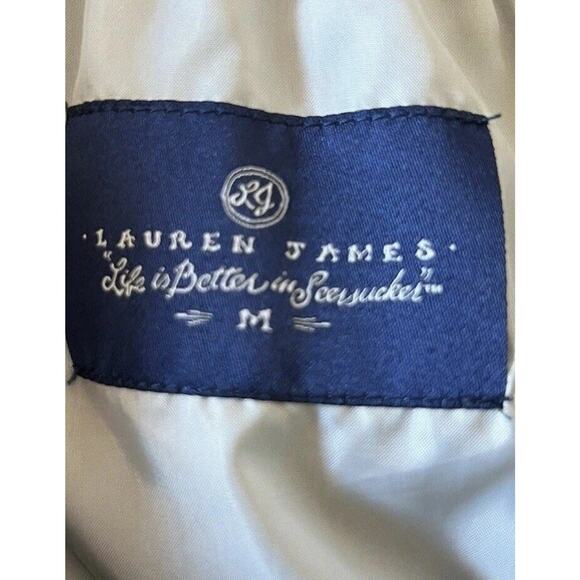 LJ
· LAUREN JAMES ·
"Life is Better in Seersucker"™
M